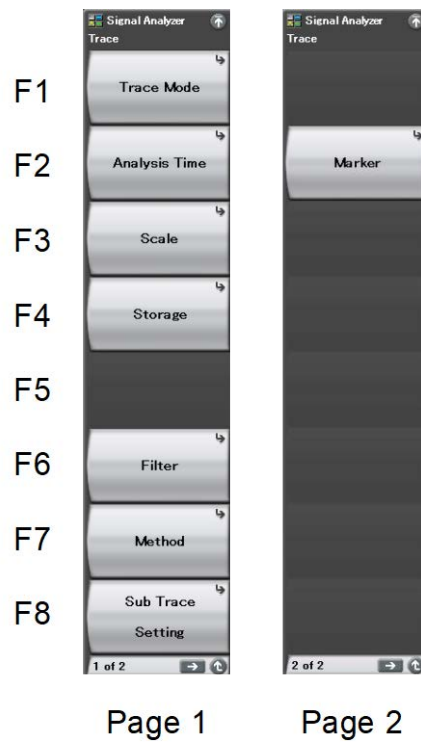 Signal Analyzer
Trace
F1
Trace Mode
F2
Analysis Time
F3
Scale
F4
Storage
F5
F6
Filter
F7
Method
F8
Sub Trace
Setting
1 of 2
Page 1
Signal Analyzer
Trace
Marker
2 of 2
Page 2